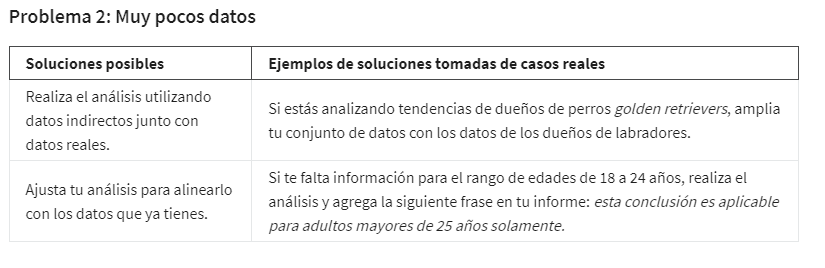 Problema 2: Muy pocos datos
Soluciones posibles
Ejemplos de soluciones tomadas de casos reales
Realiza el análisis utilizando
datos indirectos junto con
datos reales.
Si estás analizando tendencias de dueños de perros golden retrievers, amplia
tu conjunto de datos con los datos de los dueños de labradores.
Ajusta tu análisis para alinearlo
con los datos que ya tienes.
Si te falta información para el rango de edades de 18 a 24 años, realiza el
análisis y agrega la siguiente frase en tu informe: esta conclusión es aplicable
para adultos mayores de 25 años solamente.